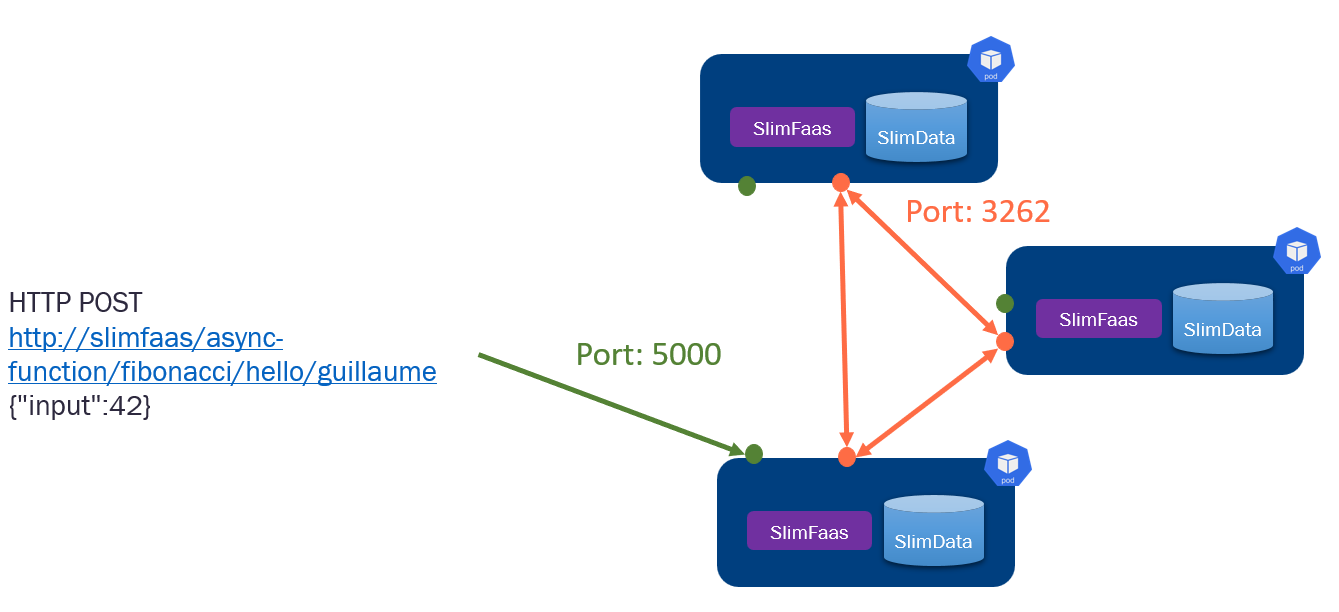 pod
SlimFaas
SlimData
Port: 3262
pod
SlimFaas
SlimData
HTTP POST
http://slimfaas/async-
function/fibonacci/hello/guillaume
{"input":42}
Port: 5000
pod
SlimFaas
SlimData